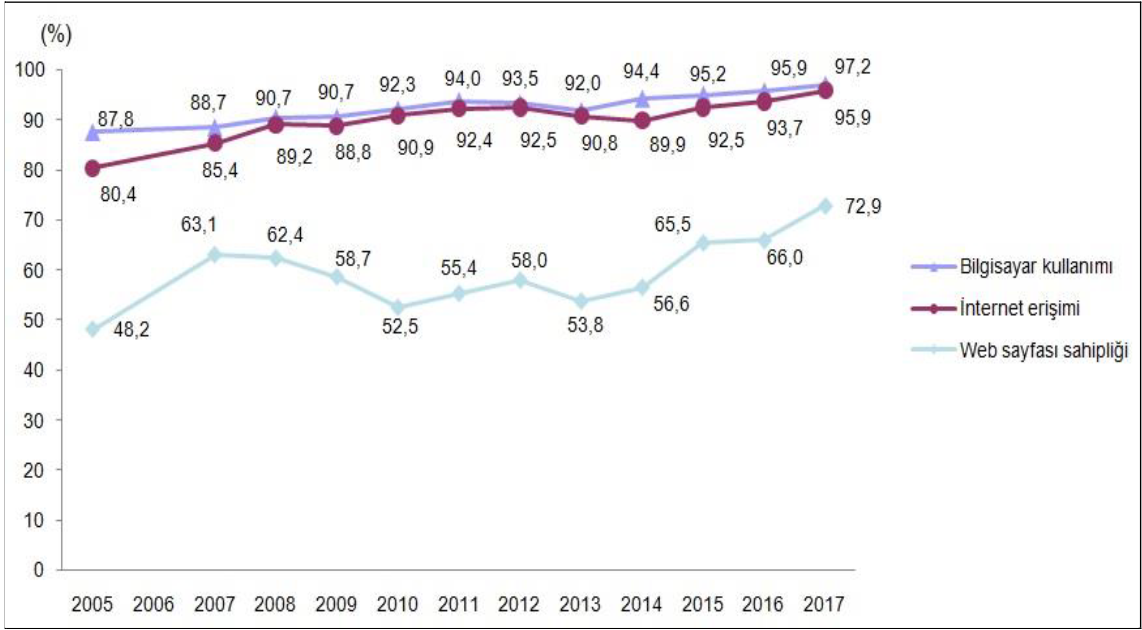 (%)
100
90
80
70
60
50
40
30
20
10
0
87,8 88,7 90,7 90,7 92,3 94,0 93,5 92,0 94,4 95,2 95,9 97,2
80,4 85,4 89,2 88,8 90,9 92,4 92,5 90,8 89,9 92,5 93,7 95,9
48,2 63,1 62,4 58,7 52,5 55,4 58,0 53,8 56,6 65,5 66,0 72,9
Bilgisayar kullanımı
İnternet erişimi
Web sayfası sahipliği
2005 2006 2007 2008 2009 2010 2011 2012 2013 2014 2015 2016 2017